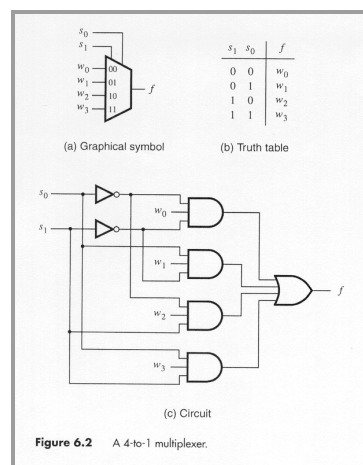 s0
s1
w0 00
w1 01
w2 10
w3 11
f
(a) Graphical symbol
s1 s0 f
0 0 w0
0 1 w1
1 0 w2
1 1 w3
(b) Truth table
s0
s1
w0
w1
w2
w3
f
(c) Circuit
Figure 6.2 A 4-to-1 multiplexer.